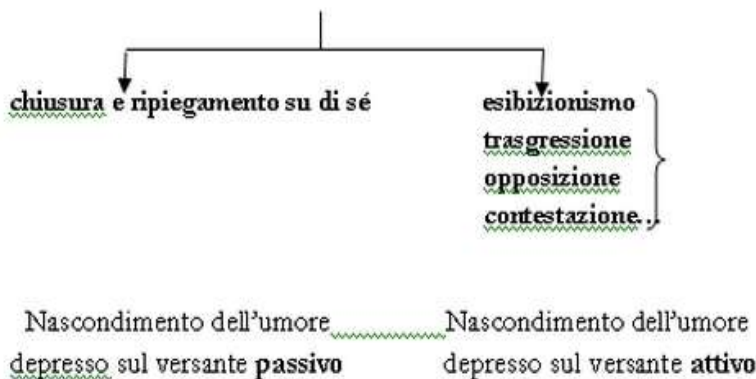 chiusura e ripiegamento su di sé
esibizionismo
trasgressione
opposizione
contestazione...
Nascondimento dell'umore
depresso sul versante passivo
Nascondimento dell'umore
depresso sul versante attivo